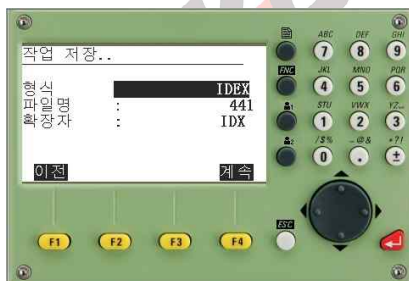 작업 저장..
형식 IDEX
파일명 : 441
확장자 : IDX
이전 계속
F1 F2 F3 F4
FNC
ESC
ABC DEF GHI
7 8 9
JKL MNO PQR
4 5 6
STU VWX YZ_
1 2 3
/$% _@& *?!
0 . ±